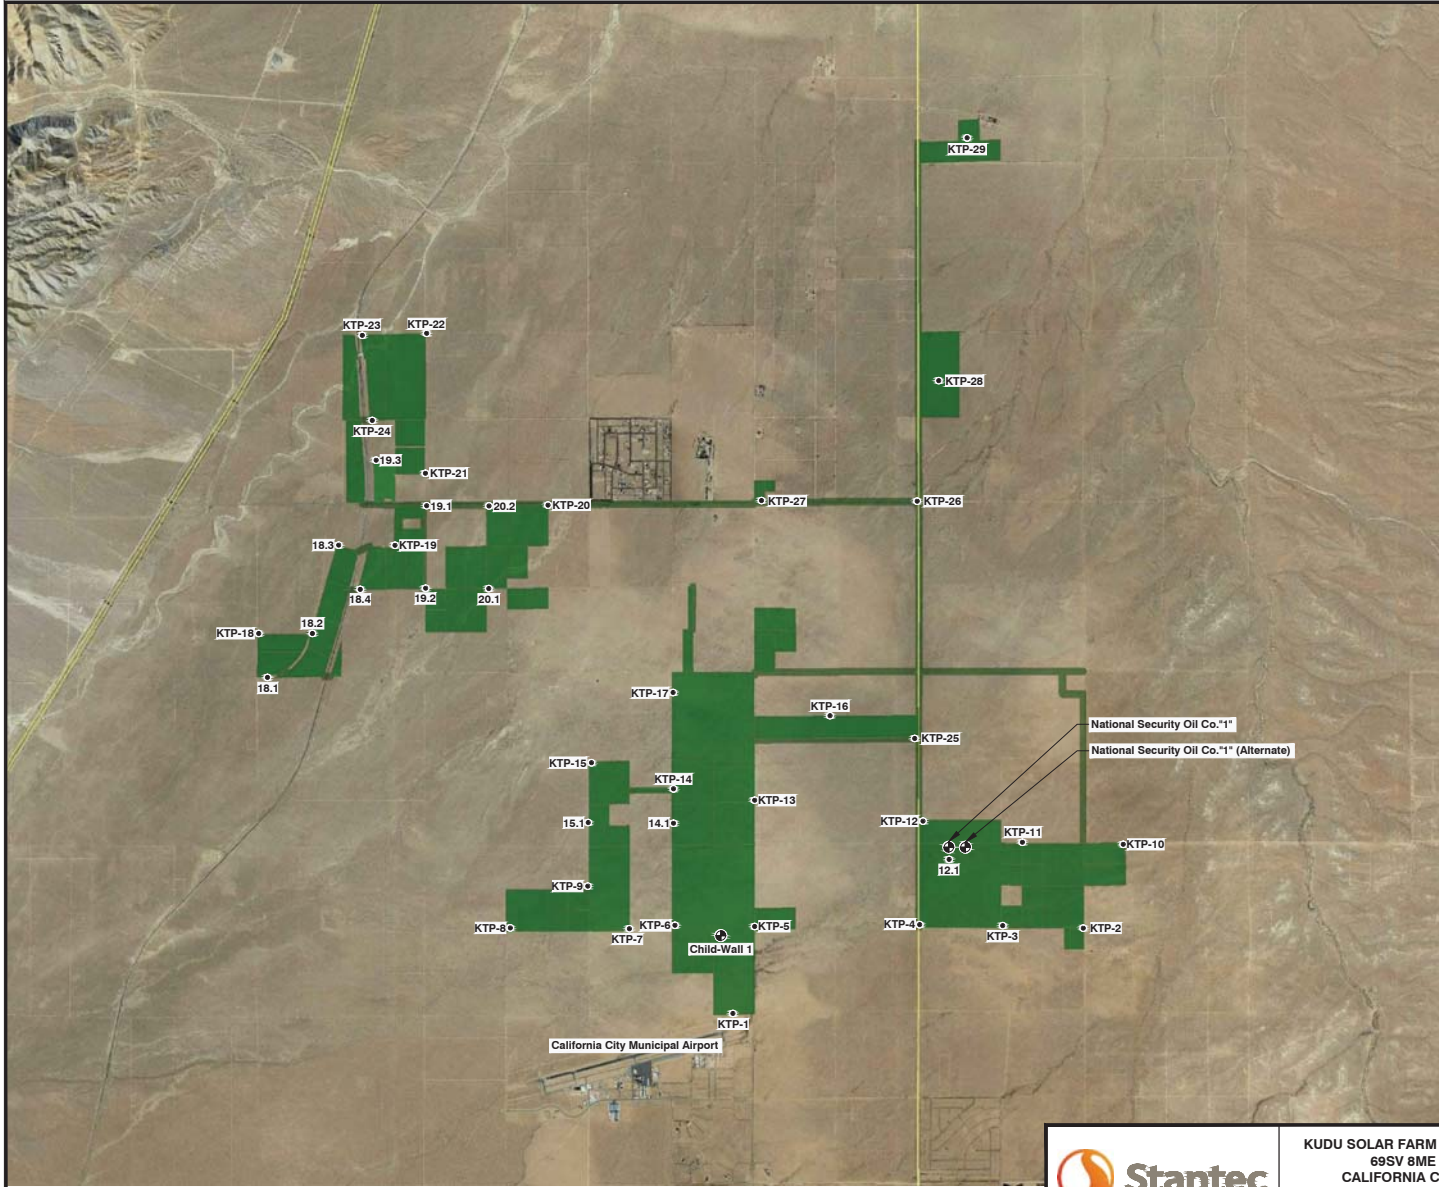 KTP-29
KTP-23
KTP-22
KTP-28
KTP-24
19.3
KTP-21
19.1
20.2
KTP-20
KTP-27
KTP-26
18.3
KTP-19
18.4
19.2
20.1
KTP-18
18.2
18.1
KTP-17
KTP-16
National Security Oil Co."1"
KTP-25
National Security Oil Co."1" (Alternate)
KTP-15
KTP-14
KTP-13
15.1
14.1
KTP-12
KTP-11
KTP-10
12.1
KTP-9
KTP-8
KTP-7
KTP-6
KTP-5
KTP-4
KTP-3
KTP-2
Child-Wall 1
KTP-1
California City Municipal Airport
Stantec
KUDU SOLAR FARM
69SV 8ME
CALIFORNIA C